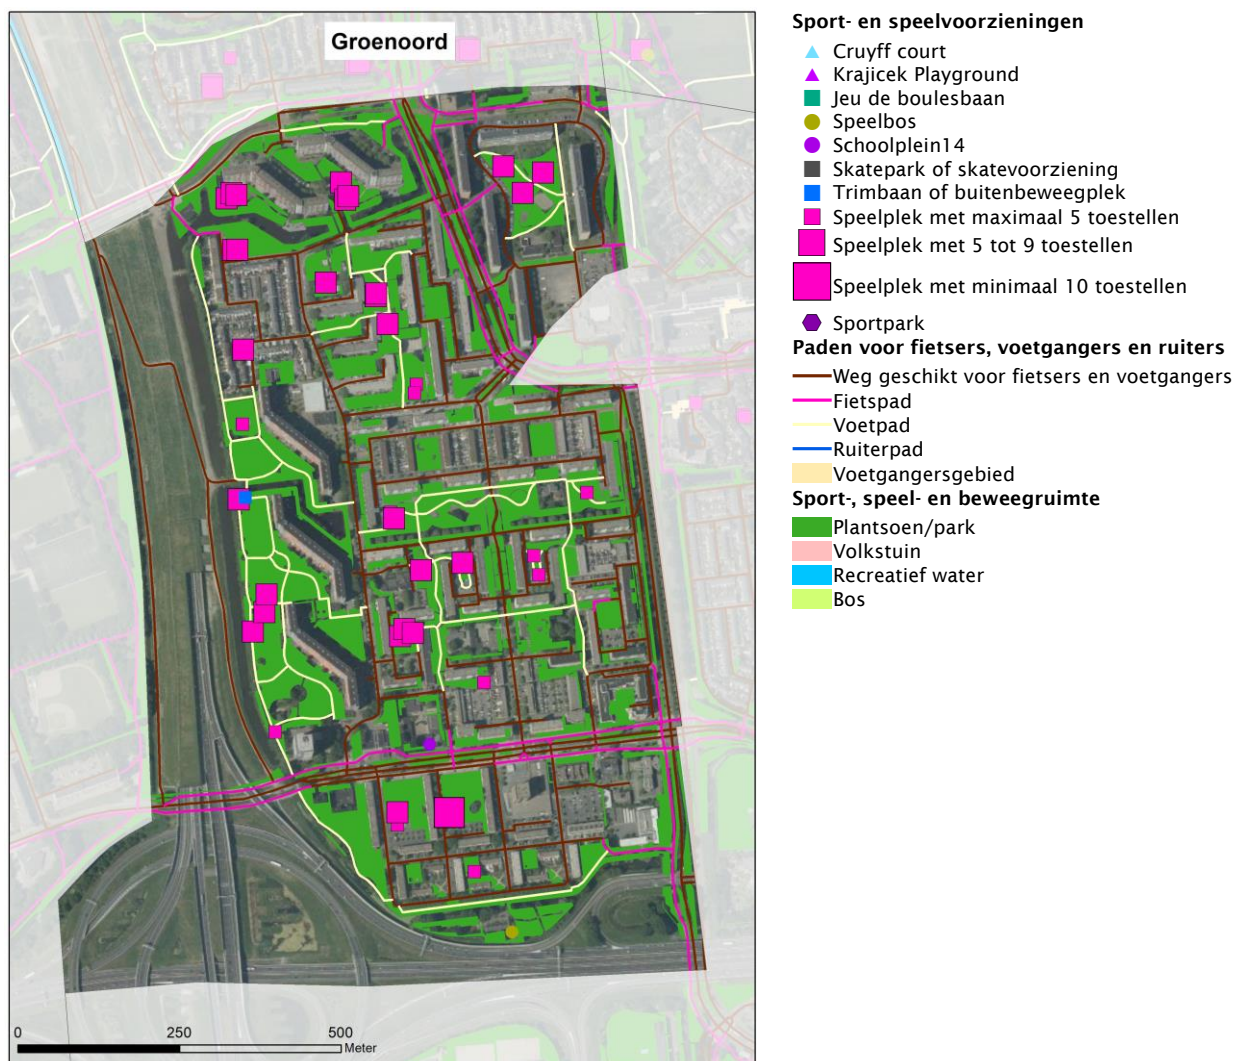 Groenoord
0 250 500
Meter
Sport- en speelvoorzieningen
Cruyff court
Krajicek Playground
Jeu de boulesbaan
Speelbos
Schoolplein14
Skatepark of skatevoorziening
Trimbaan of buitenbeweegplek
Speelplek met maximaal 5 toestellen
Speelplek met 5 tot 9 toestellen
Speelplek met minimaal 10 toestellen
Sportpark
Paden voor fietsers, voetgangers en ruiters
Weg geschikt voor fietsers en voetgangers
Fietspad
Voetpad
Ruiterpad
Voetgangersgebied
Sport-, speel- en beweegruimte
Plantsoen/park
Volkstuin
Recreatief water
Bos